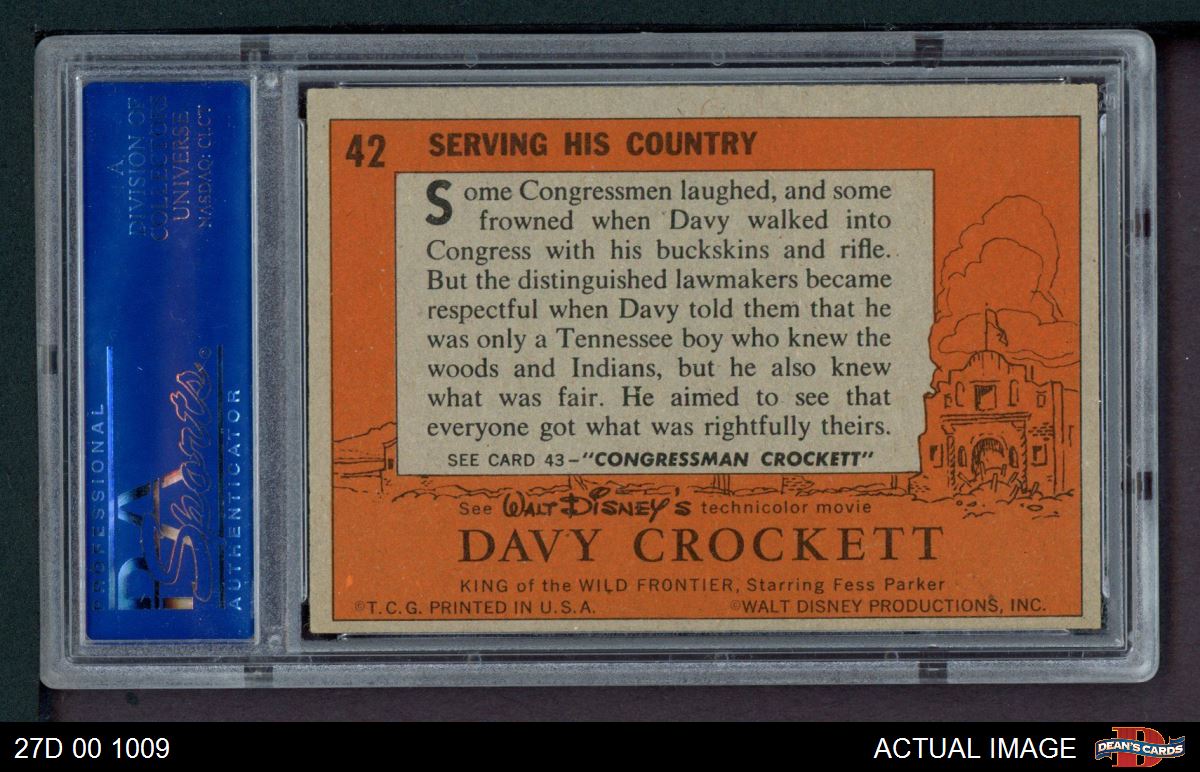 A
DIVISION OF
COLLECTORS
UNIVERSE
NASDAQ: CLCT
PROFESSIONAL
PSA
Sports
AUTHENTICATOR
42 SERVING HIS COUNTRY
Some Congressmen laughed, and some
frowned when Davy walked into
Congress with his buckskins and rifle.
But the distinguished lawmakers became
respectful when Davy told them that he
was only a Tennessee boy who knew the
woods and Indians, but he also knew
what was fair. He aimed to see that
everyone got what was rightfully theirs.
SEE CARD 43–"CONGRESSMAN CROCKETT"
See WALT DISNEY'S technicolor movie
DAVY CROCKETT
KING of the WILD FRONTIER, Starring Fess Parker
©T.C.G. PRINTED IN U.S.A. ©WALT DISNEY PRODUCTIONS, INC.
27D 00 1009
ACTUAL IMAGE
D
DEAN'S CARDS